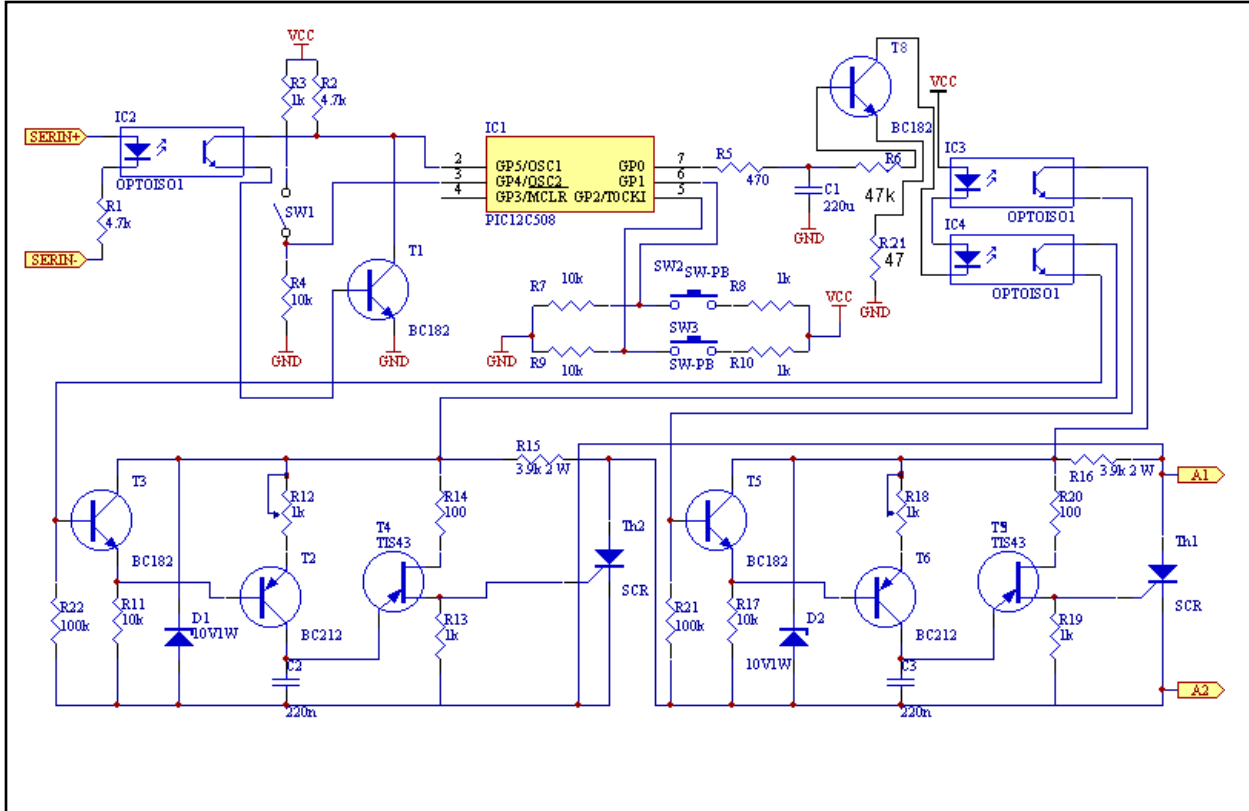 VCC
T8
R3
1k
R2
4.7k
VCC
IC2
SERIN+
OPTOISO1
BC182
IC1
2
GP5/OSC1
GP0
7
3
GP4/OSC2
GP1
6
4
GP3/MCLR
GP2/T0CKI
5
PIC12C508
R5
470
R6
47k
C1
220u
GND
IC3
OPTOISO1
IC4
OPTOISO1
R1
4.7k
SERIN-
SW1
R4
10k
GND
T1
BC182
GND
R21
47
GND
R7
10k
SW2
SW-PB
R8
1k
VCC
GND
SW3
R9
10k
SW-PB
R10
1k
R15
3.9k 2 W
R16
3.9k 2 W
A1
T3
BC182
R12
1k
R14
100
T4
TIS43
Th2
SCR
T2
BC212
R22
100k
R11
10k
D1
10V1W
R13
1k
C2
220n
T5
BC182
R18
1k
R20
100
TIS43
Th1
SCR
T6
BC212
R21
100k
R17
10k
D2
10V1W
R19
1k
C3
220n
A2